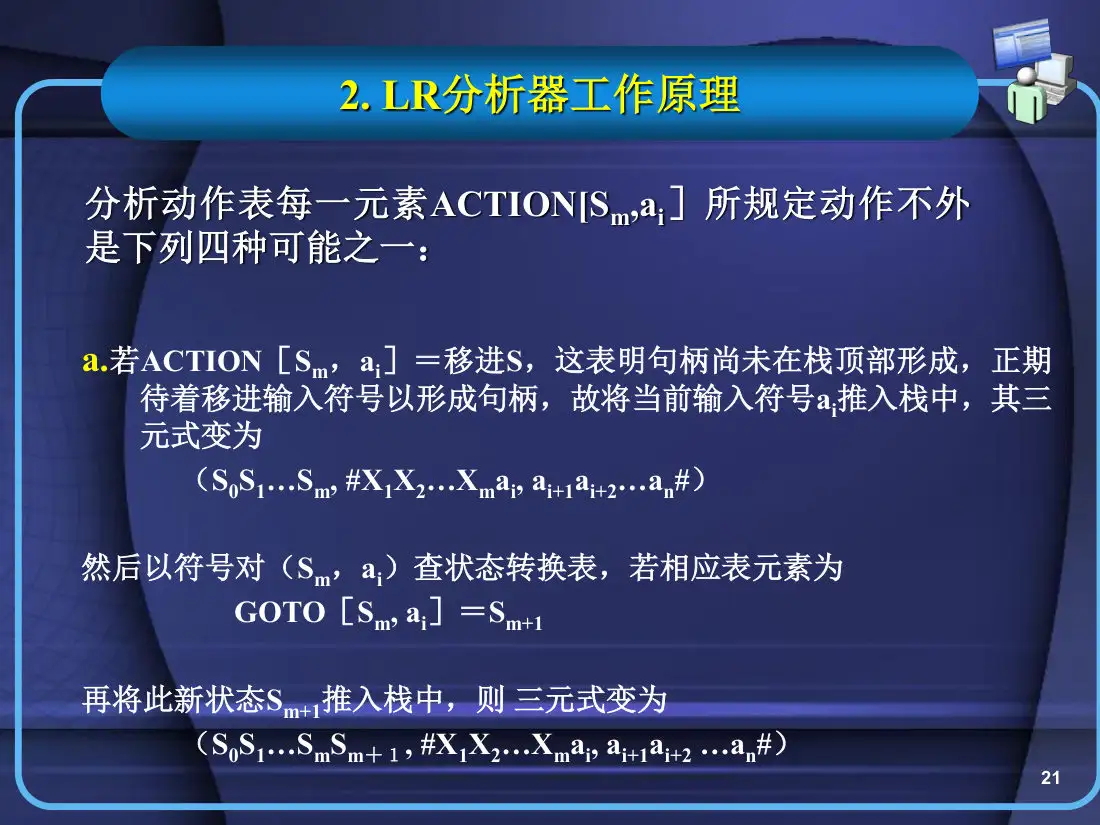 2. LR分析器工作原理
分析动作表每一元素ACTION[Sm,ai］所规定动作不外
是下列四种可能之一：
a.若ACTION［Sm，ai］＝移进S，这表明句柄尚未在栈顶部形成，正期
待着移进输入符号以形成句柄，故将当前输入符号ai推入栈中，其三
元式变为
（S0S1…Sm, #X1X2…Xmai, ai+1ai+2…an#）
然后以符号对（Sm，ai）查状态转换表，若相应表元素为
GOTO［Sm, ai］＝Sm+1
再将此新状态Sm+1推入栈中，则 三元式变为
（S0S1…SmSm＋１, #X1X2…Xmai, ai+1ai+2 …an#）
21